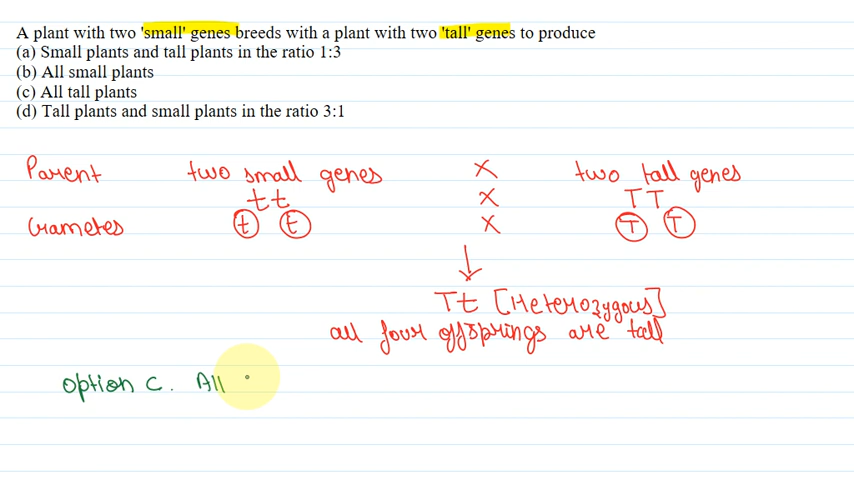 A plant with two 'small' genes breeds with a plant with two 'tall' genes to produce
(a) Small plants and tall plants in the ratio 1:3
(b) All small plants
(c) All tall plants
(d) Tall plants and small plants in the ratio 3:1
Parent two small genes X two tall genes
tt X TT
Gametes t t X T T
Tt [Heterozygous]
all four offsprings are tall
option c. All